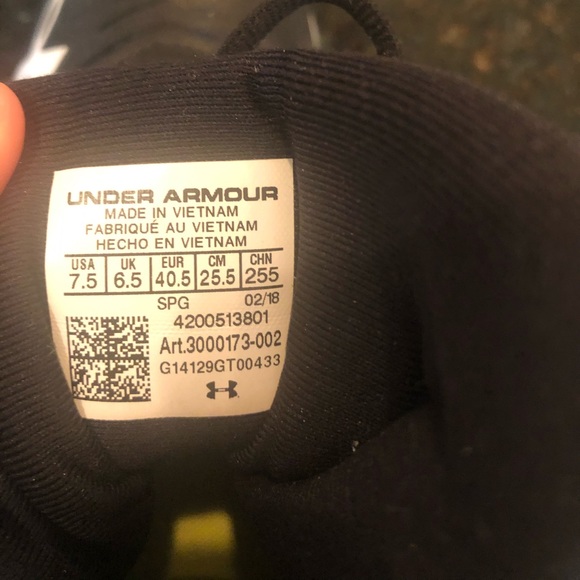 UNDER ARMOUR
MADE IN VIETNAM
FABRIQUÉ AU VIETNAM
HECHO EN VIETNAM
USA UK EUR CM CHN
7.5 6.5 40.5 25.5 255
SPG 02/18
4200513801
Art.3000173-002
G14129GT00433